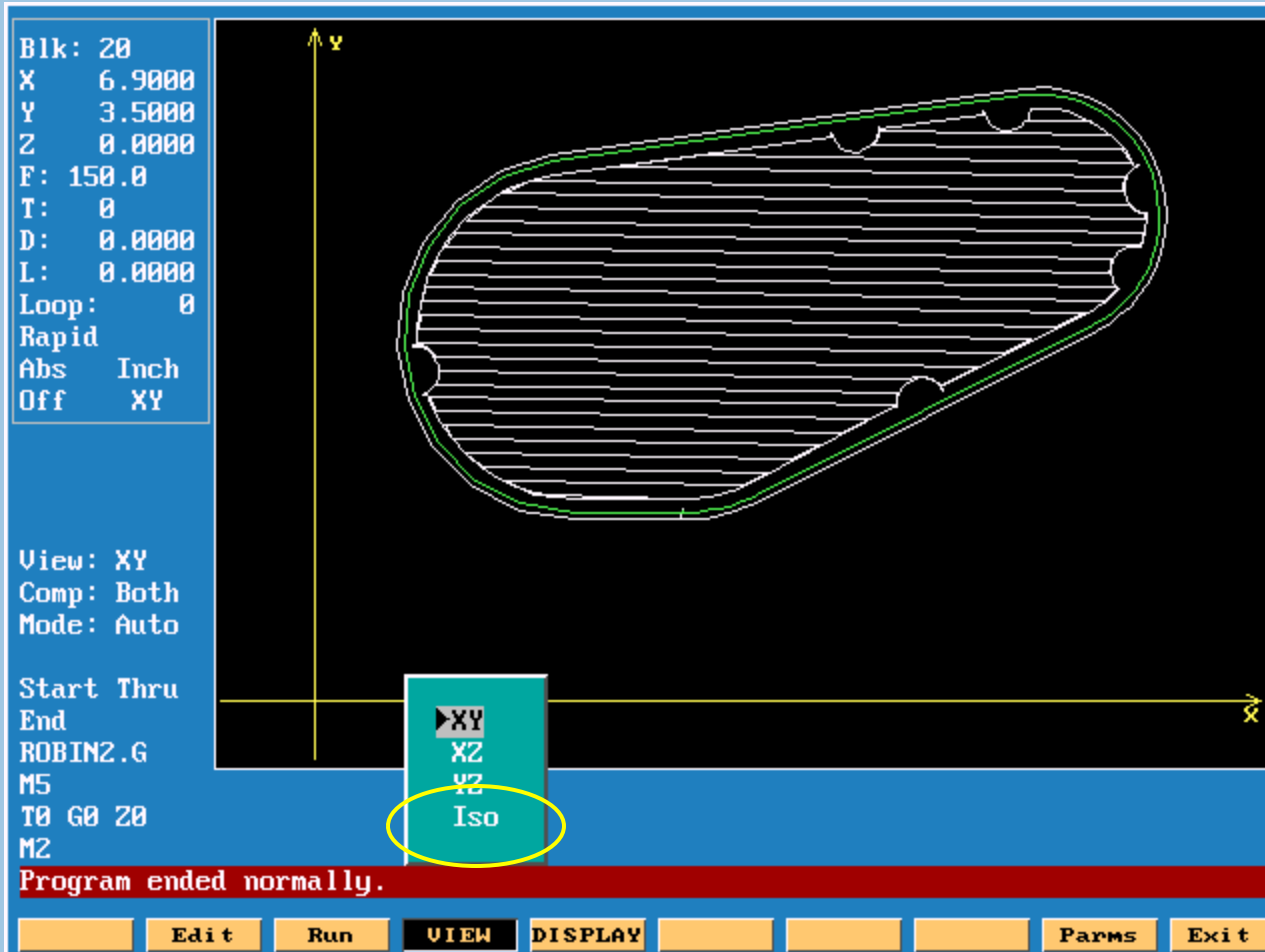 Blk: 20
X 6.9000
Y 3.5000
Z 0.0000
F: 150.0
T: 0
D: 0.0000
L: 0.0000
Loop: 0
Rapid
Abs Inch
Off XY
Y
X
View: XY
Comp: Both
Mode: Auto
Start Thru
End
ROBIN2.G
M5
T0 G0 Z0
M2
XY
XZ
YZ
Iso
Program ended normally.
Edit Run VIEW DISPLAY Parms Exit